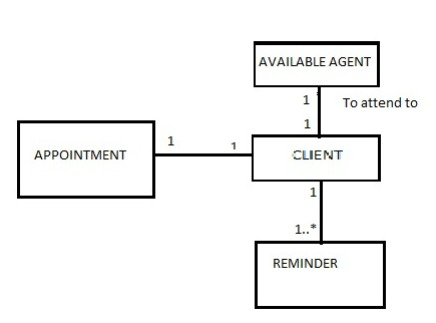 AVAILABLE AGENT
1
To attend to
1
APPOINTMENT
1
1
CLIENT
1
1..*
REMINDER